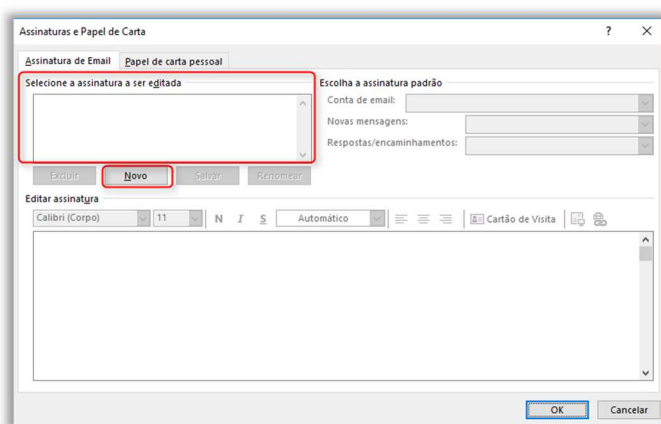 Assinaturas e Papel de Carta ?
Assinatura de Email Papel de carta pessoal
Selecione a assinatura a ser editada Escolha a assinatura padrão
Conta de email:
Novas mensagens:
Respostas/encaminhamentos:
Excluir Novo Salvar Renomear
Editar assinatura
Calibri (Corpo) 11 N I S Automático Cartão de Visita
OK Cancelar